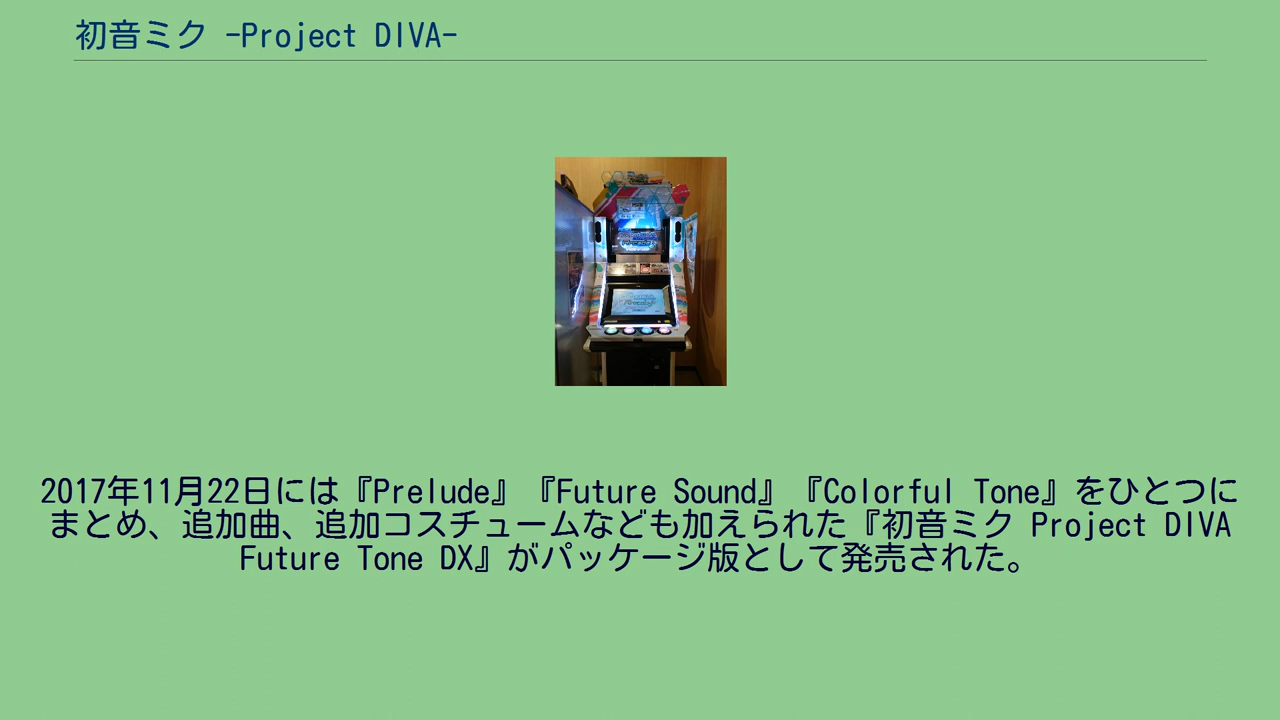 初音ミク -Project DIVA-
2017年11月22日には『Prelude』『Future Sound』『Colorful Tone』をひとつに
まとめ、追加曲、追加コスチュームなども加えられた『初音ミク Project DIVA
Future Tone DX』がパッケージ版として発売された。